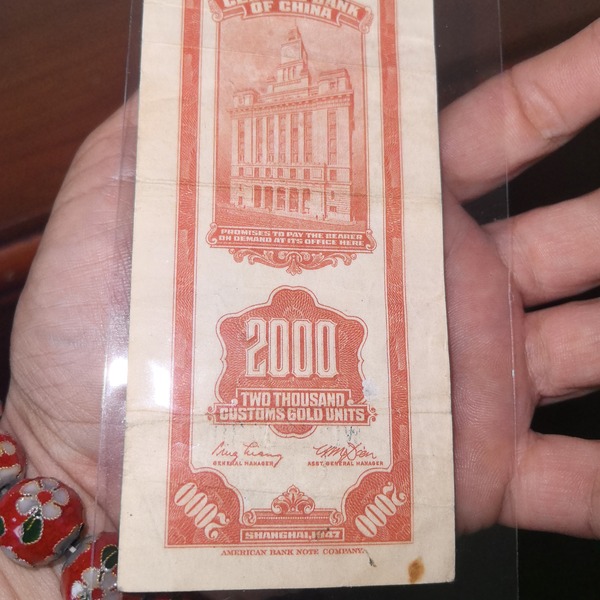 OF CHINA
PROMISES TO PAY THE BEARER
ON DEMAND AT ITS OFFICE HERE
2000
TWO THOUSAND
CUSTOMS GOLD UNITS
GENERAL MANAGER
ASST. GENERAL MANAGER
2000
2000
SHANGHAI, 1947
AMERICAN BANK NOTE COMPANY.